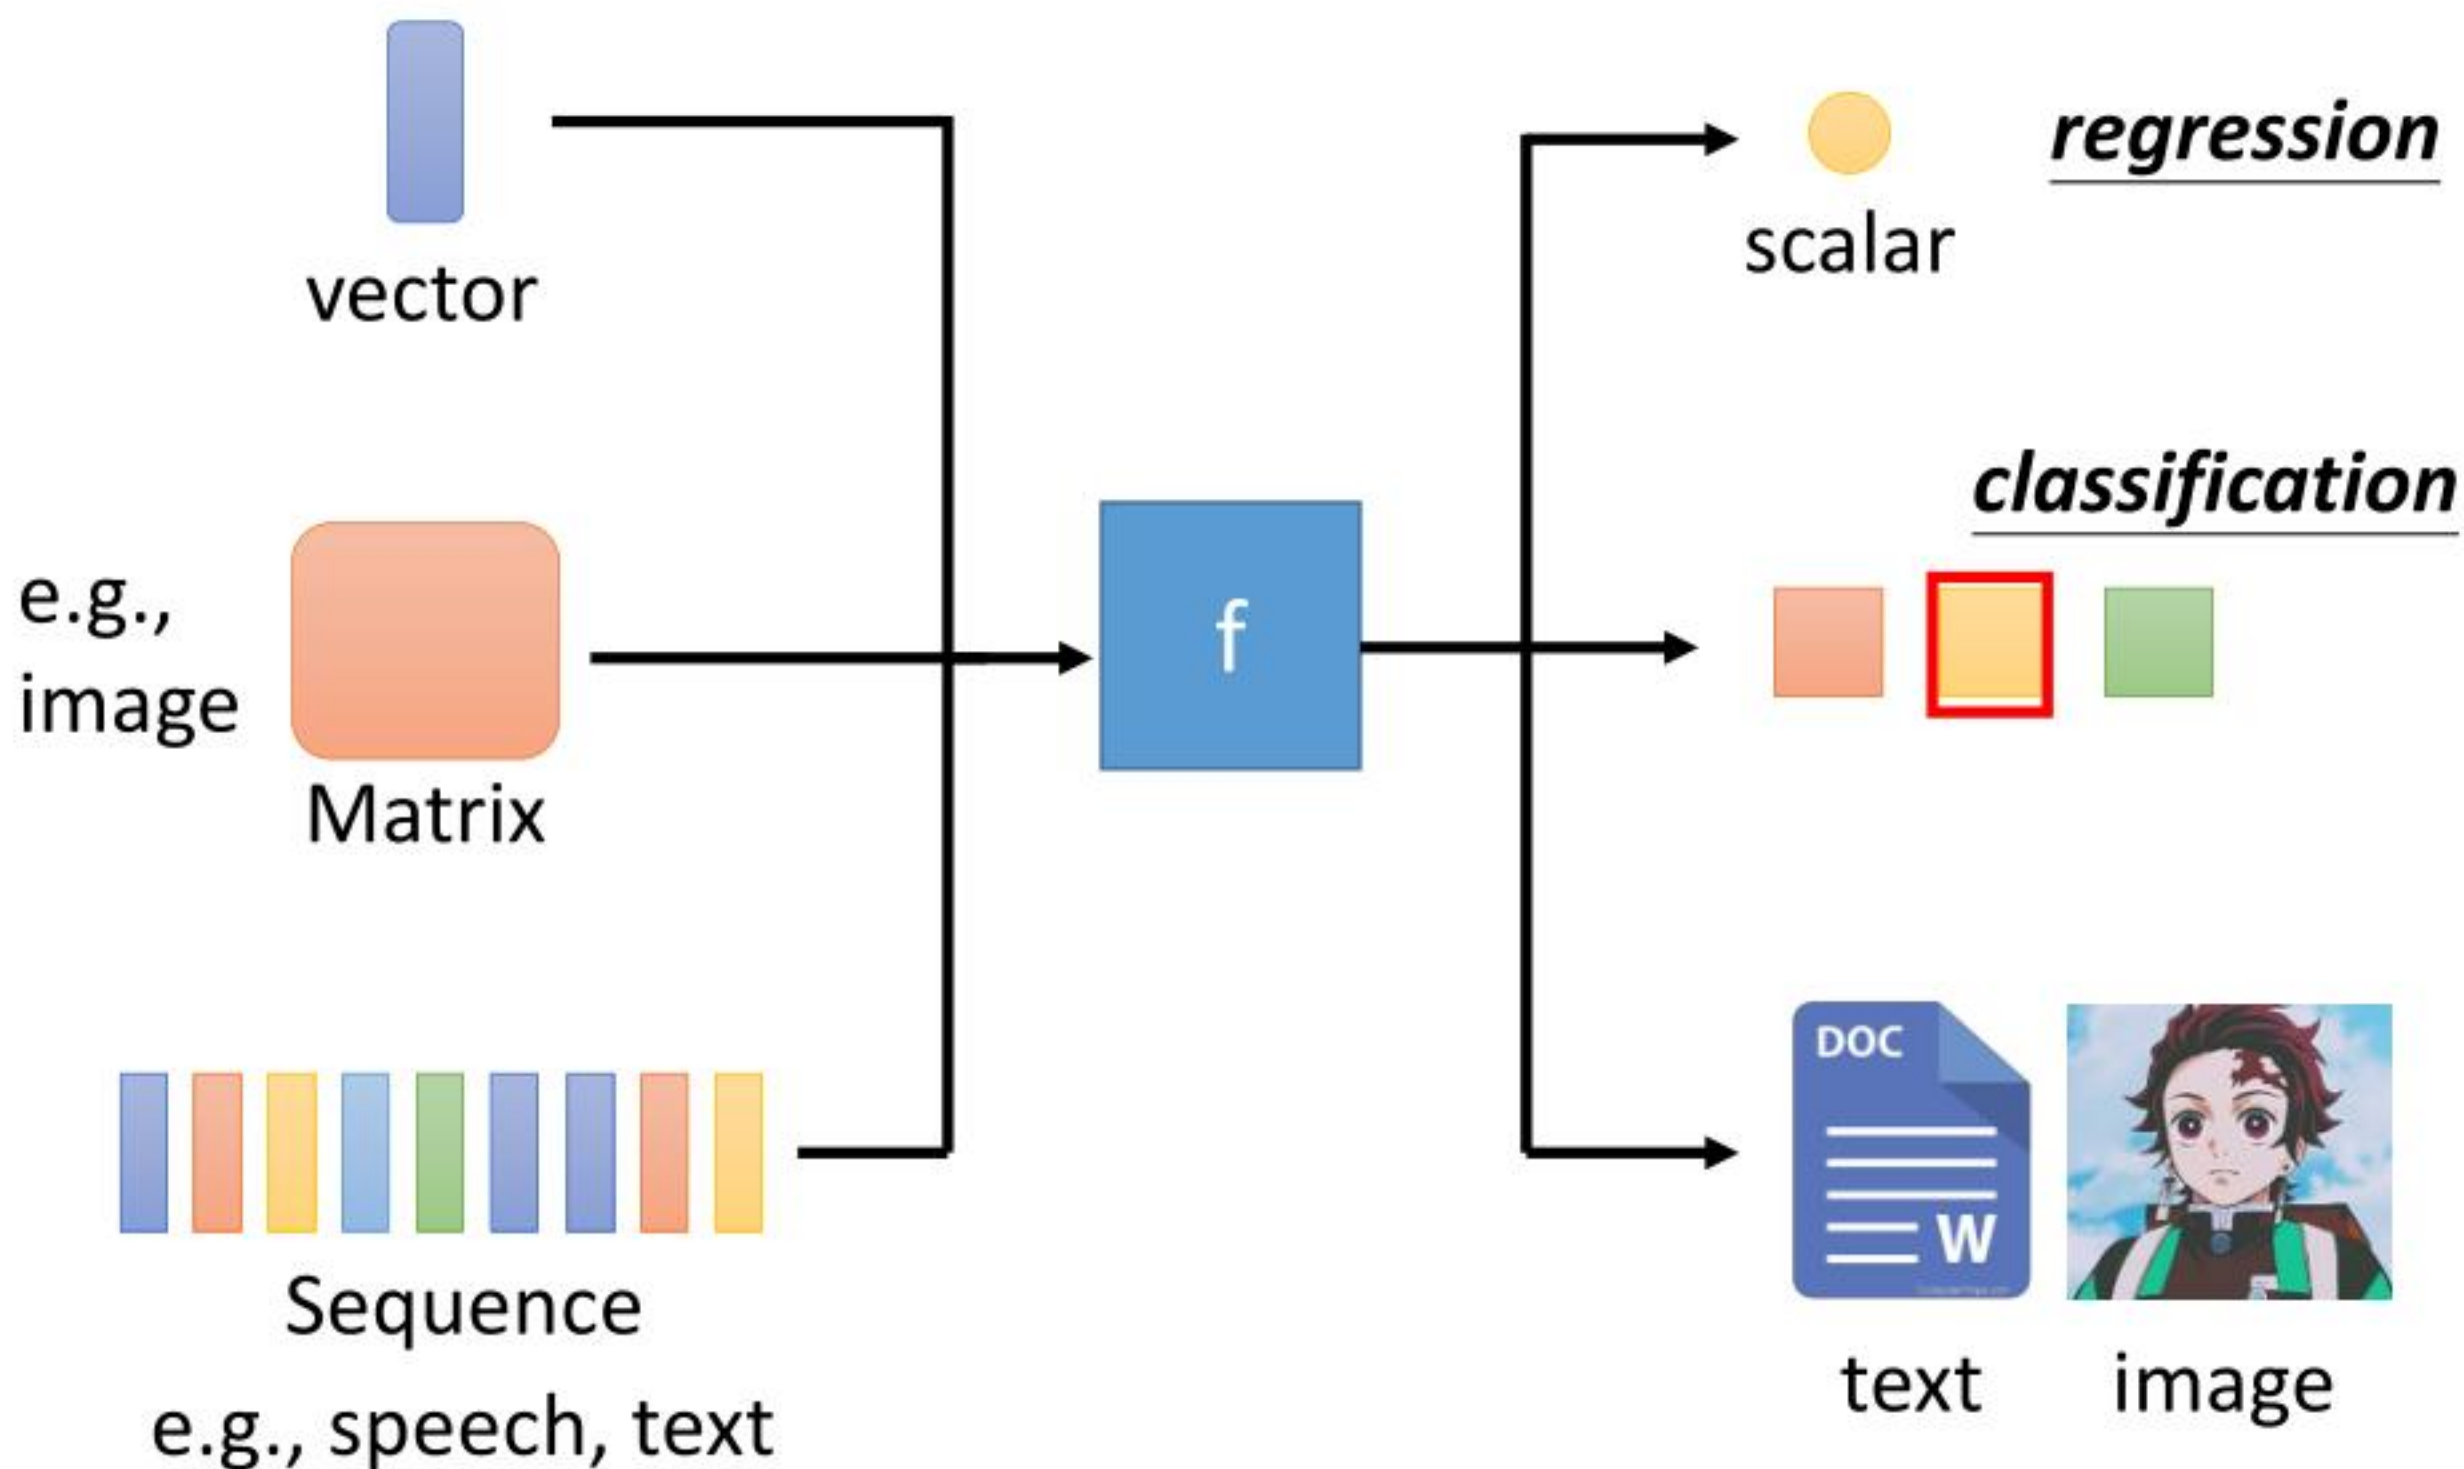 vector
regression
scalar
classification
e.g.,
image
f
Matrix
DOC
W
Sequence
e.g., speech, text
text
image